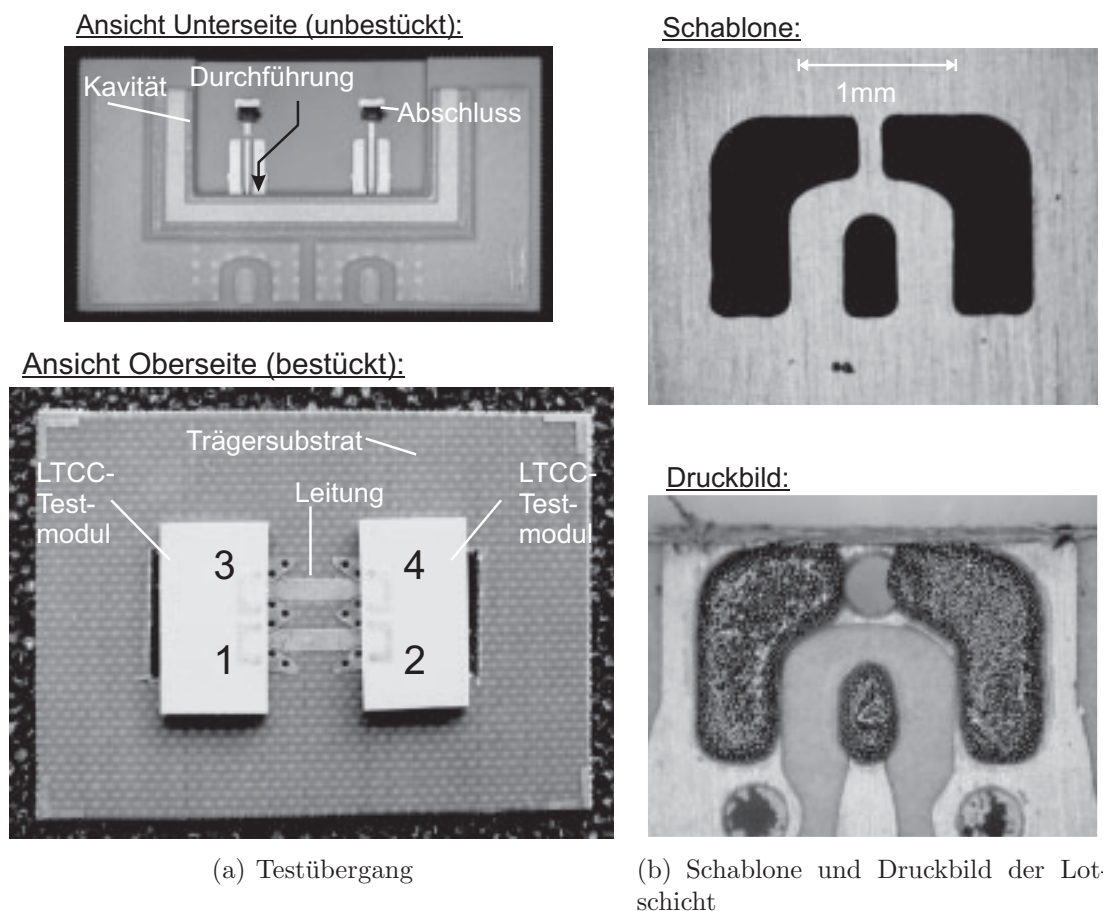 Ansicht Unterseite (unbestückt):
Kavität
Durchführung
Abschluss
Ansicht Oberseite (bestückt):
Trägersubstrat
LTCC-
Test-
modul
Leitung
LTCC-
Test-
modul
3
4
1
2
(a) Testübergang
Schablone:
1mm
Druckbild:
(b) Schablone und Druckbild der Lot-
schicht